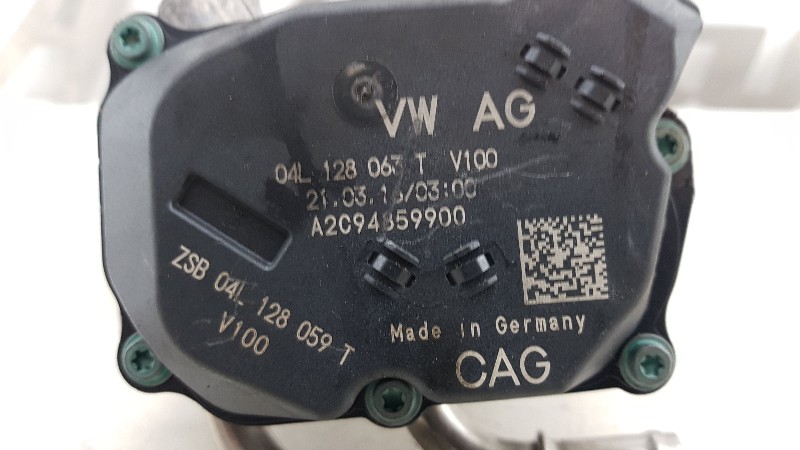 VW AG
04L 128 063 T V100
21.03.16/03:00
A2C94859900
ZSB 04L 128 059 T
V100
Made in Germany
CAG